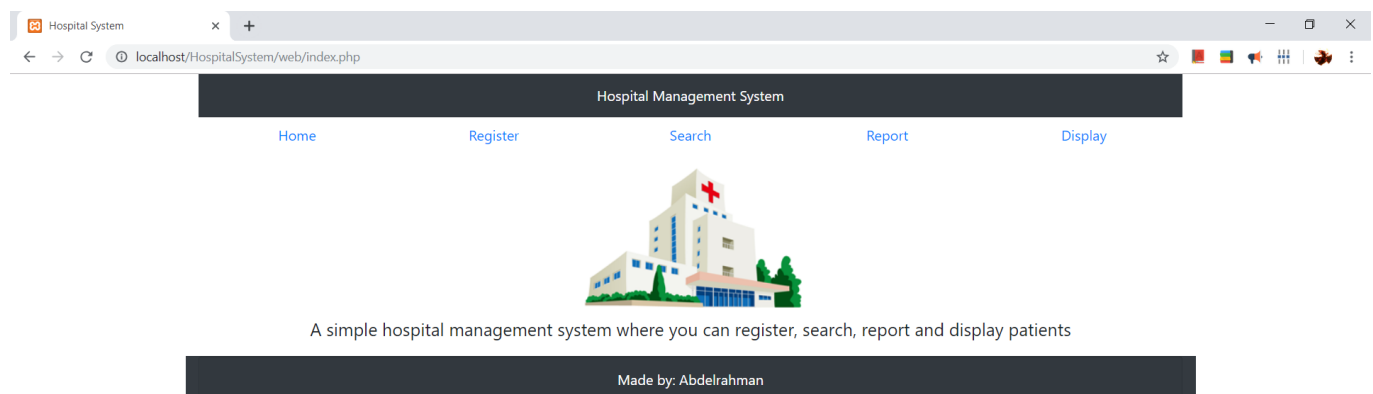 Hospital System
localhost/HospitalSystem/web/index.php
Hospital Management System
Home Register Search Report Display
A simple hospital management system where you can register, search, report and display patients
Made by: Abdelrahman